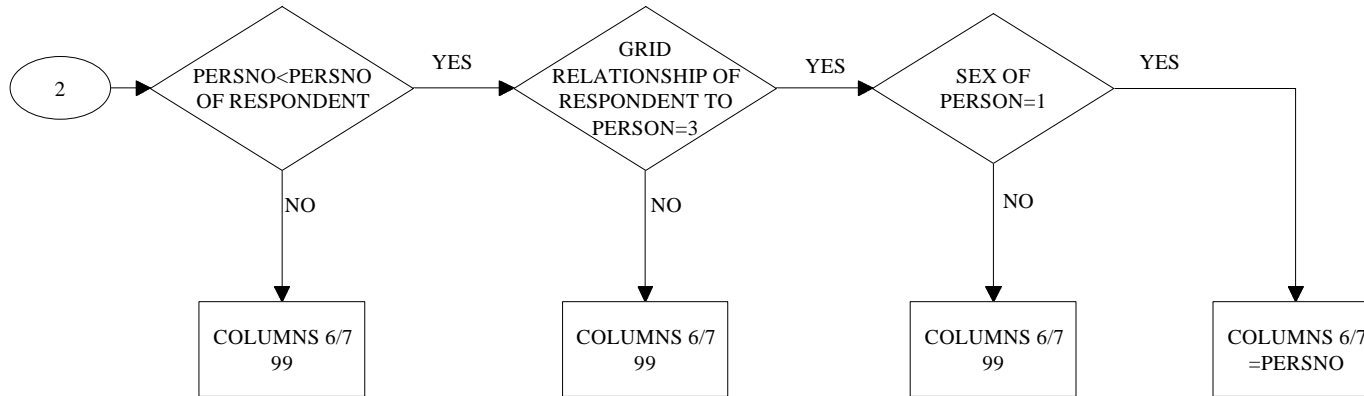 2
PERSNO<PERSNO
OF RESPONDENT
YES
NO
GRID
RELATIONSHIP OF
RESPONDENT TO
PERSON=3
YES
NO
SEX OF
PERSON=1
YES
NO
COLUMNS 6/7
99
COLUMNS 6/7
99
COLUMNS 6/7
99
COLUMNS 6/7
=PERSNO